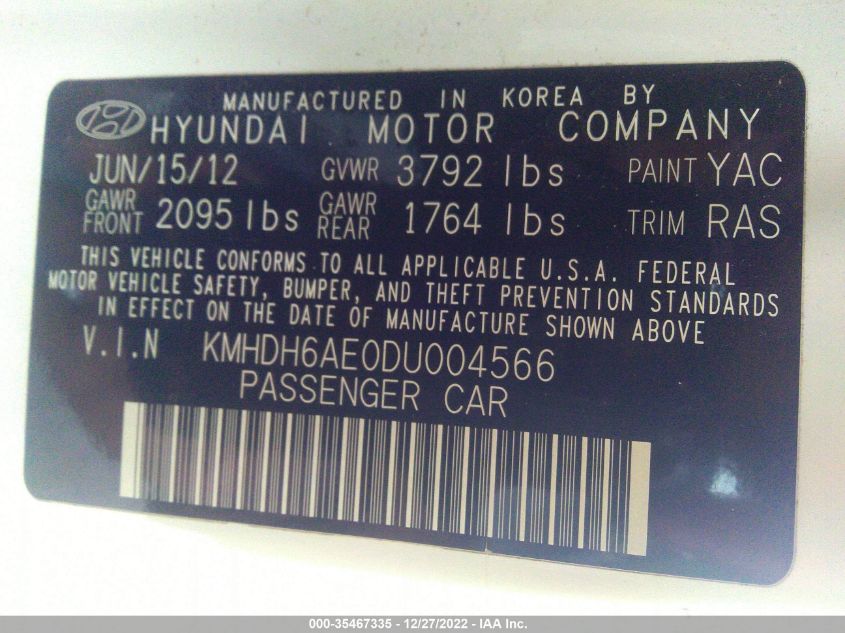 MANUFACTURED IN KOREA BY
HYUNDAI MOTOR COMPANY
JUN/15/12 GVWR 3792 lbs PAINT YAC
GAWR FRONT 2095 lbs GAWR REAR 1764 lbs TRIM RAS
THIS VEHICLE CONFORMS TO ALL APPLICABLE U.S.A. FEDERAL
MOTOR VEHICLE SAFETY, BUMPER, AND THEFT PREVENTION STANDARDS
IN EFFECT ON THE DATE OF MANUFACTURE SHOWN ABOVE
V.I.N KMHDH6AE0DU004566
PASSENGER CAR
000-35467335 - 12/27/2022 - IAA Inc.